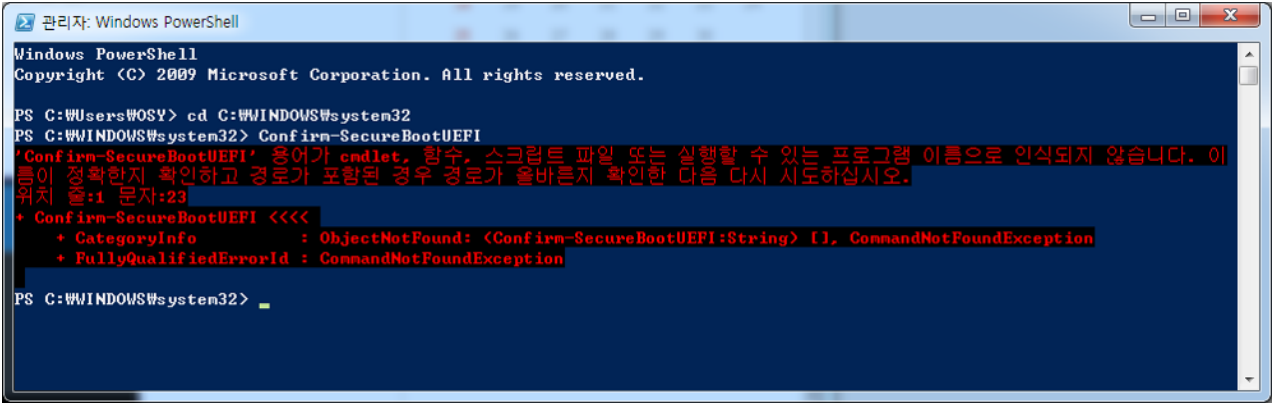 관리자: Windows PowerShell
Windows PowerShell
Copyright (C) 2009 Microsoft Corporation. All rights reserved.
PS C:₩Users₩OSY> cd C:₩WINDOWS₩system32
PS C:₩WINDOWS₩system32> Confirm-SecureBootUEFI
'Confirm-SecureBootUEFI' 용어가 cmdlet, 함수, 스크립트 파일 또는 실행할 수 있는 프로그램 이름으로 인식되지 않습니다. 이
름이 정확한지 확인하고 경로가 포함된 경우 경로가 올바른지 확인한 다음 다시 시도하십시오.
위치 줄:1 문자:23
+ Confirm-SecureBootUEFI <<<<
+ CategoryInfo : ObjectNotFound: (Confirm-SecureBootUEFI:String) [], CommandNotFoundException
+ FullyQualifiedErrorId : CommandNotFoundException
PS C:₩WINDOWS₩system32>